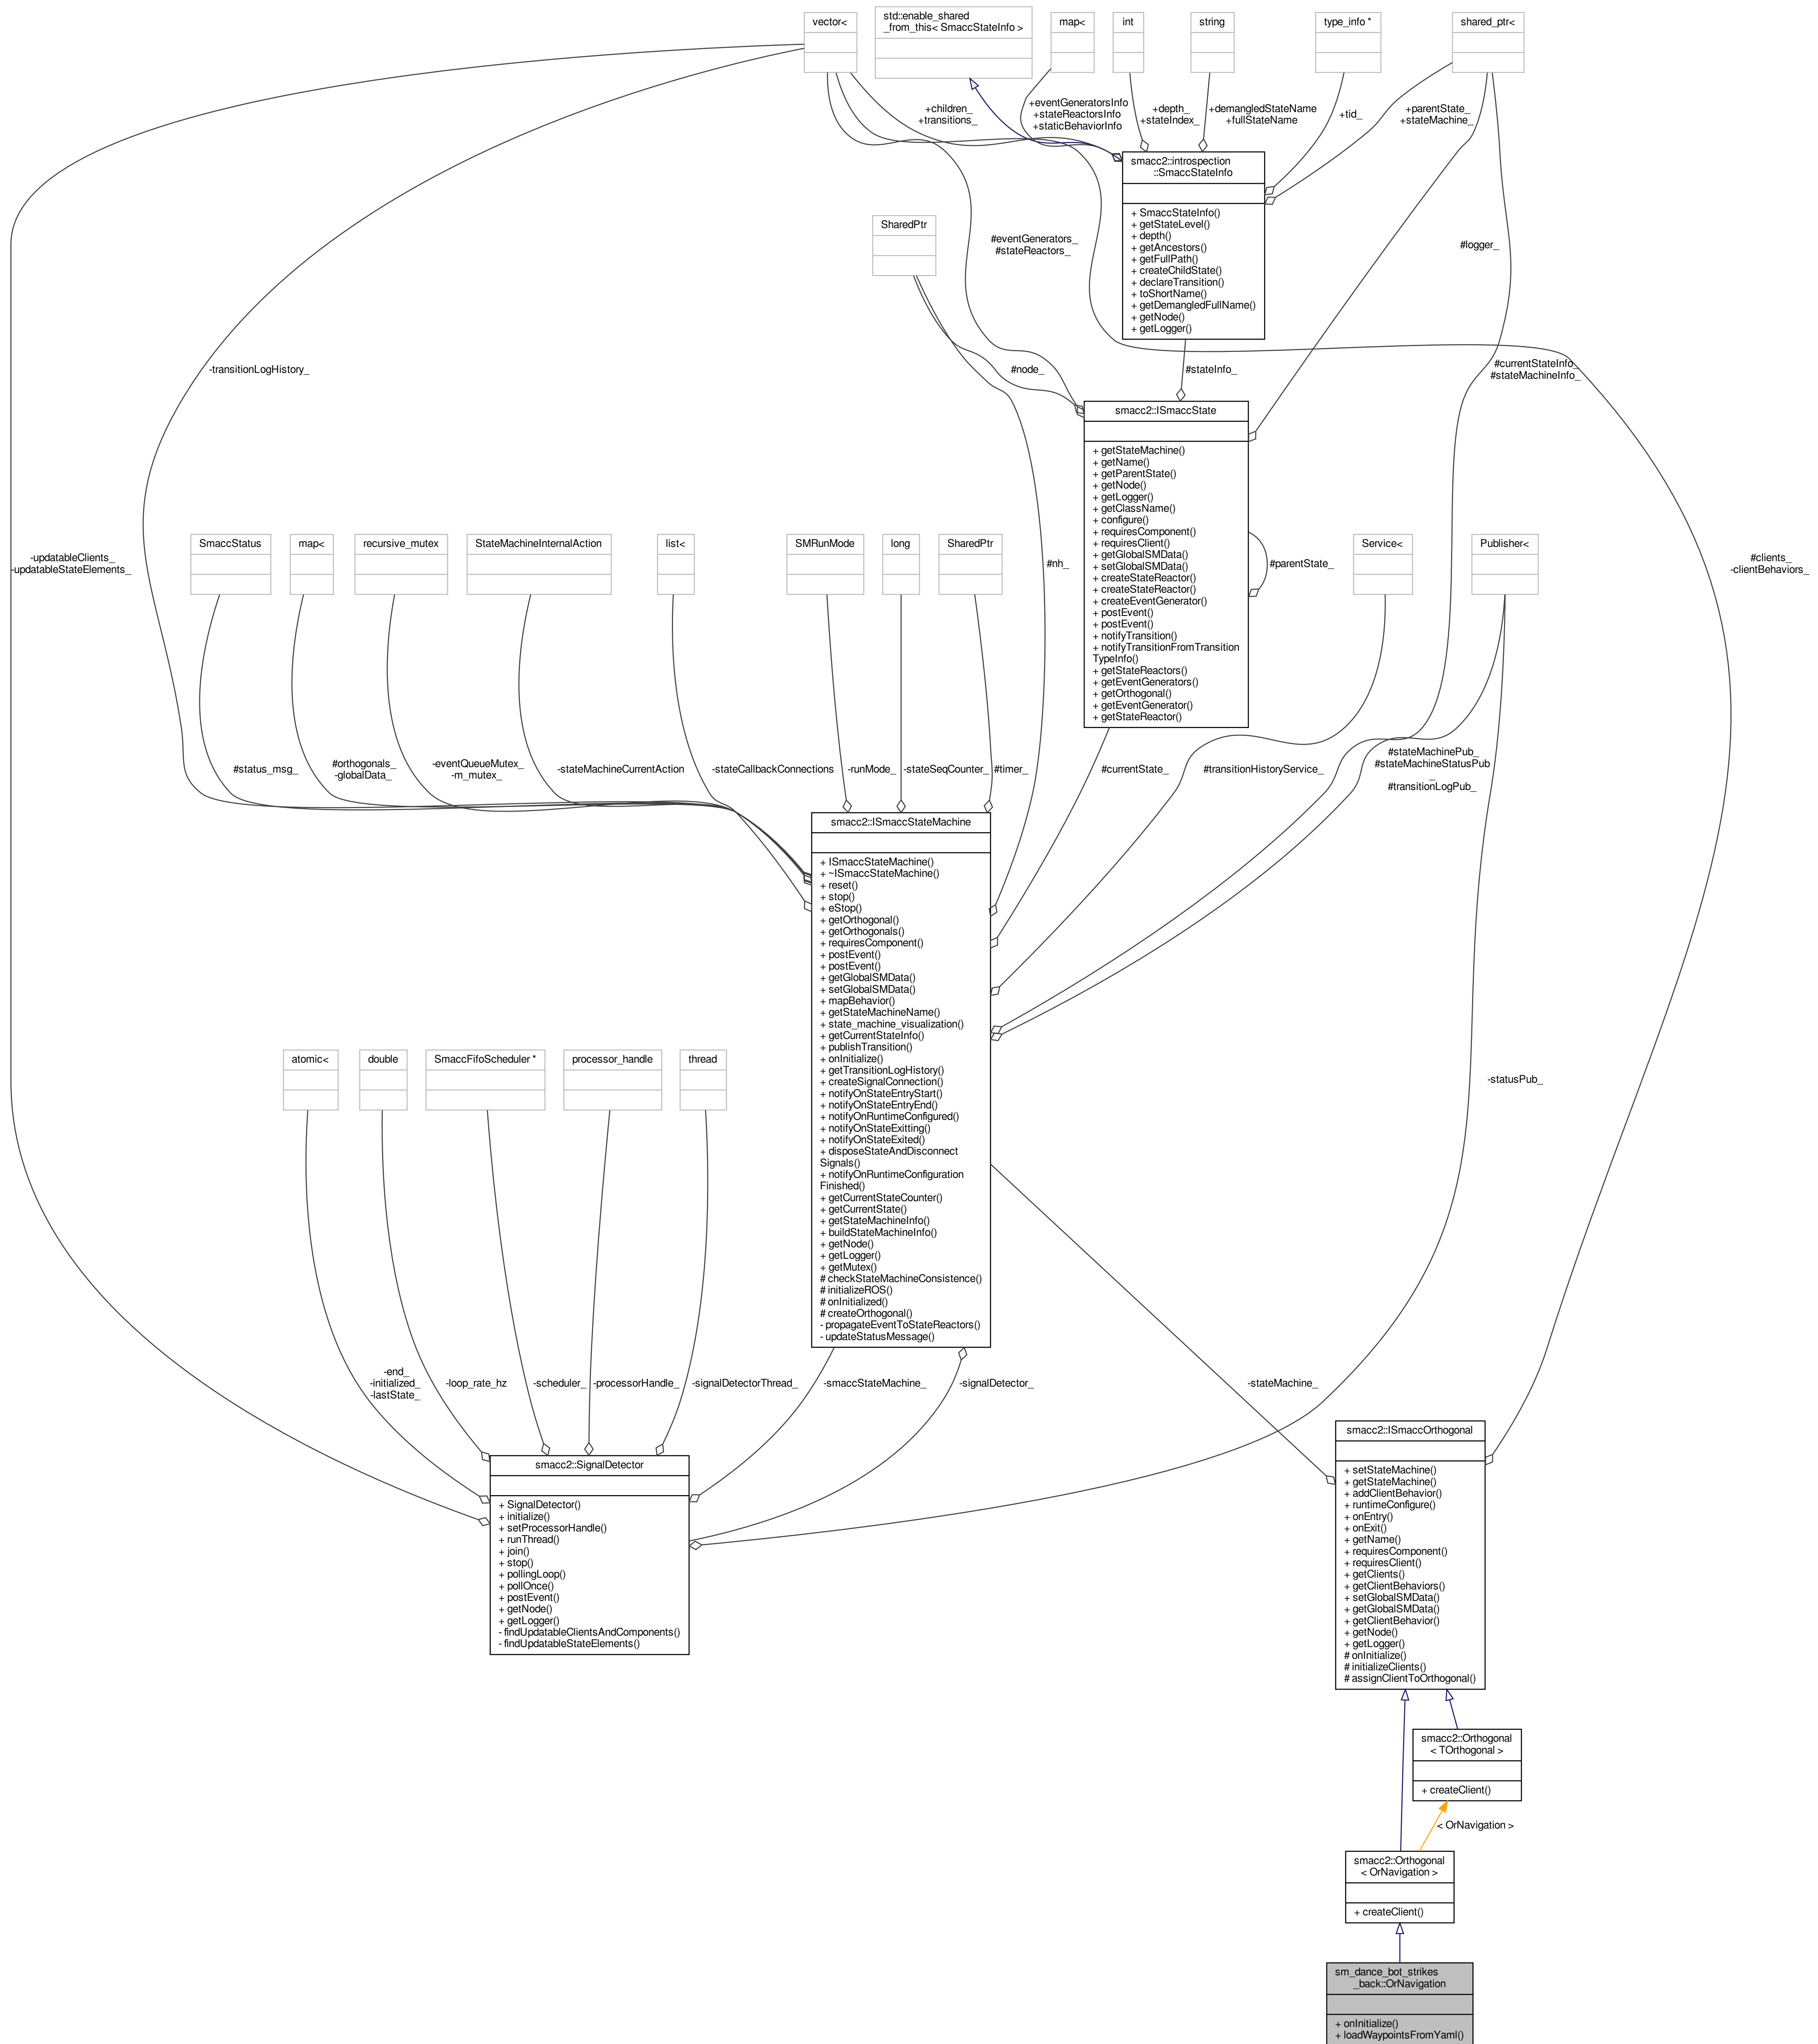 vector<
std::enable_shared
_from_this< SmaccStateInfo >
map<
int
string
type_info *
shared_ptr<
+children_
+transitions_
+eventGeneratorsInfo
+stateReactorsInfo
+staticBehaviorInfo
+depth_
+stateIndex_
+demangledStateName
+fullStateName
+tid_
+parentState_
+stateMachine_
smacc2::introspection
::SmaccStateInfo
+ SmaccStateInfo()
+ getStateLevel()
+ depth()
+ getAncestors()
+ getFullPath()
+ createChildState()
+ declareTransition()
+ toShortName()
+ getDemangledFullName()
+ getNode()
+ getLogger()
SharedPtr
#eventGenerators_
#stateReactors_
#logger_
-transitionLogHistory_
#node_
#stateInfo_
#currentStateInfo_
#stateMachineInfo_
smacc2::ISmaccState
+ getStateMachine()
+ getName()
+ getParentState()
+ getNode()
+ getLogger()
+ getClassName()
+ configure()
+ requiresComponent()
+ requiresClient()
+ getGlobalSMData()
+ setGlobalSMData()
+ createStateReactor()
+ createStateReactor()
+ createEventGenerator()
+ postEvent()
+ postEvent()
+ notifyTransition()
+ notifyTransitionFromTransition
TypeInfo()
+ getStateReactors()
+ getEventGenerators()
+ getOrthogonal()
+ getEventGenerator()
+ getStateReactor()
-updatableClients_
-updatableStateElements_
SmaccStatus
map<
recursive_mutex
StateMachineInternalAction
list<
SMRunMode
long
SharedPtr
#nh_
#parentState_
Service<
Publisher<
#clients_
-clientBehaviors_
#status_msg_
#orthogonals_
-globalData_
-eventQueueMutex_
-m_mutex_
-stateMachineCurrentAction
-stateCallbackConnections
-runMode_
-stateSeqCounter_
#timer_
#currentState_
#transitionHistoryService_
#stateMachinePub_
#stateMachineStatusPub
_
#transitionLogPub_
smacc2::ISmaccStateMachine
+ ISmaccStateMachine()
+ ~ISmaccStateMachine()
+ reset()
+ stop()
+ eStop()
+ getOrthogonal()
+ getOrthogonals()
+ requiresComponent()
+ postEvent()
+ postEvent()
+ getGlobalSMData()
+ setGlobalSMData()
+ mapBehavior()
+ getStateMachineName()
+ state_machine_visualization()
+ getCurrentStateInfo()
+ publishTransition()
+ onInitialize()
+ getTransitionLogHistory()
+ createSignalConnection()
+ notifyOnStateEntryStart()
+ notifyOnStateEntryEnd()
+ notifyOnRuntimeConfigured()
+ notifyOnStateExitting()
+ notifyOnStateExited()
+ disposeStateAndDisconnect
Signals()
+ notifyOnRuntimeConfiguration
Finished()
+ getCurrentStateCounter()
+ getCurrentState()
+ getStateMachineInfo()
+ buildStateMachineInfo()
+ getNode()
+ getLogger()
+ getMutex()
# checkStateMachineConsistence()
# initializeROS()
# onInitialized()
# createOrthogonal()
- propagateEventToStateReactors()
- updateStatusMessage()
atomic<
double
SmaccFifoScheduler *
processor_handle
thread
-statusPub_
-end_
-initialized_
-lastState_
-loop_rate_hz
-scheduler_
-processorHandle_
-signalDetectorThread_
-smaccStateMachine_
-signalDetector_
-stateMachine_
smacc2::SignalDetector
+ SignalDetector()
+ initialize()
+ setProcessorHandle()
+ runThread()
+ join()
+ stop()
+ pollingLoop()
+ pollOnce()
+ postEvent()
+ getNode()
+ getLogger()
- findUpdatableClientsAndComponents()
- findUpdatableStateElements()
smacc2::ISmaccOrthogonal
+ setStateMachine()
+ getStateMachine()
+ addClientBehavior()
+ runtimeConfigure()
+ onEntry()
+ onExit()
+ getName()
+ requiresComponent()
+ requiresClient()
+ getClients()
+ getClientBehaviors()
+ setGlobalSMData()
+ getGlobalSMData()
+ getClientBehavior()
+ getNode()
+ getLogger()
# onInitialize()
# initializeClients()
# assignClientToOrthogonal()
smacc2::Orthogonal
< TOrthogonal >
+ createClient()
< OrNavigation >
smacc2::Orthogonal
< OrNavigation >
+ createClient()
sm_dance_bot_strikes
_back::OrNavigation
+ onInitialize()
+ loadWaypointsFromYaml()